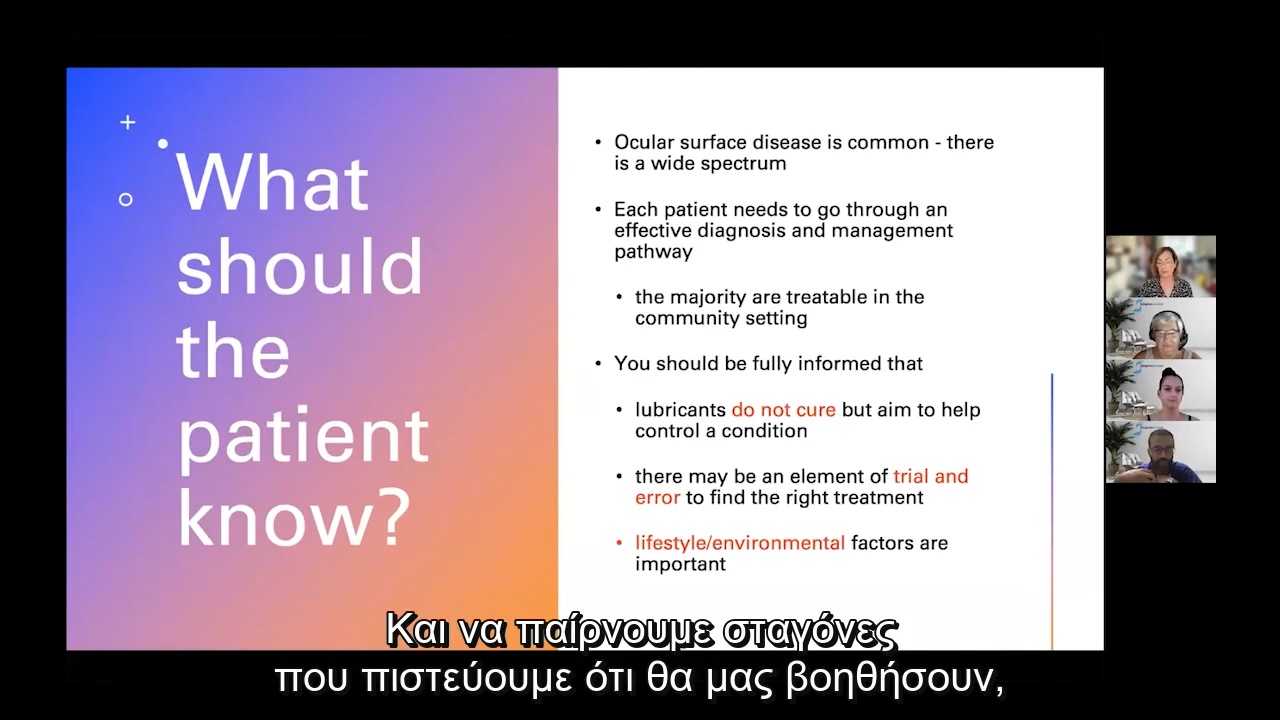 What
should
the
patient
know?
• Ocular surface disease is common - there
is a wide spectrum
• Each patient needs to go through an
effective diagnosis and management
pathway
• the majority are treatable in the
community setting
• You should be fully informed that
• lubricants do not cure but aim to help
control a condition
• there may be an element of trial and
error to find the right treatment
• lifestyle/environmental factors are
important
Και να παίρνουμε σταγόνες
που πιστεύουμε ότι θα μας βοηθήσουν,